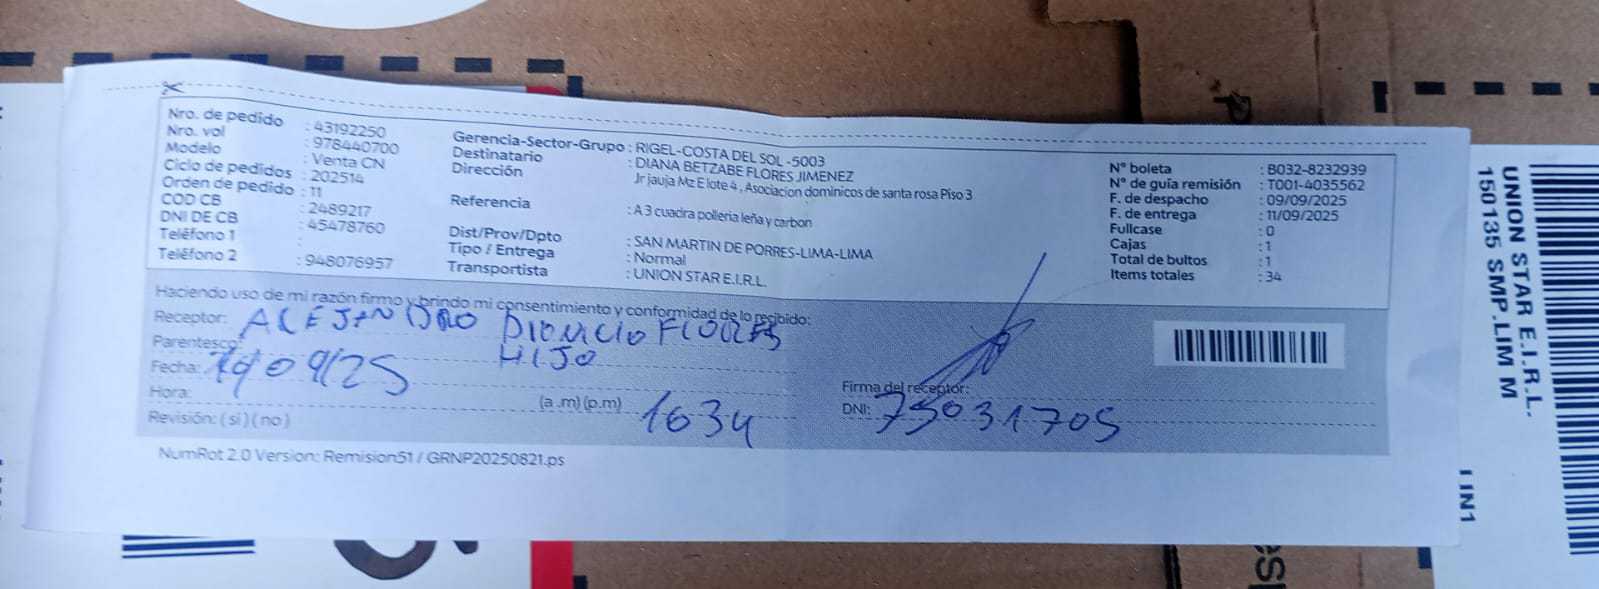 Nro. de pedido : 43192250
Nro. vol : 978440700
Modelo : Venta CN
Ciclo de pedidos : 202514
Orden de pedido : 11
COD CB : 2489217
DNI DE CB : 45478760
Teléfono 1 :
Teléfono 2 : 948076957
Gerencia-Sector-Grupo : RIGEL-COSTA DEL SOL -5003
Destinatario : DIANA BETZABE FLORES JIMENEZ
Dirección Jr jauja Mz E lote 4 , Asociacion dominicos de santa rosa Piso 3
Referencia : A 3 cuadra polleria leña y carbon
Dist/Prov/Dpto : SAN MARTIN DE PORRES-LIMA-LIMA
Tipo / Entrega : Normal
Transportista : UNION STAR E.I.R.L.
N° boleta : B032-8232939
N° de guía remisión : T001-4035562
F. de despacho : 09/09/2025
F. de entrega : 11/09/2025
Fullcase : 0
Cajas : 1
Total de bultos : 1
Items totales : 34
Haciendo uso de mi razón firmo y brindo mi consentimiento y conformidad de lo recibido:
Receptor: ALEJANDRO DIONICIO FLORES
Parentesco: HIJO
Fecha: 09/25
Hora: (a .m) (p.m) 1634
Revisión: ( si ) ( no )
Firma del receptor:
DNI: 75031705
NumRot 2.0 Version: Remision51 / GRNP20250821.ps
UNION STAR E.I.R.L.
150135 SMP.LIM M